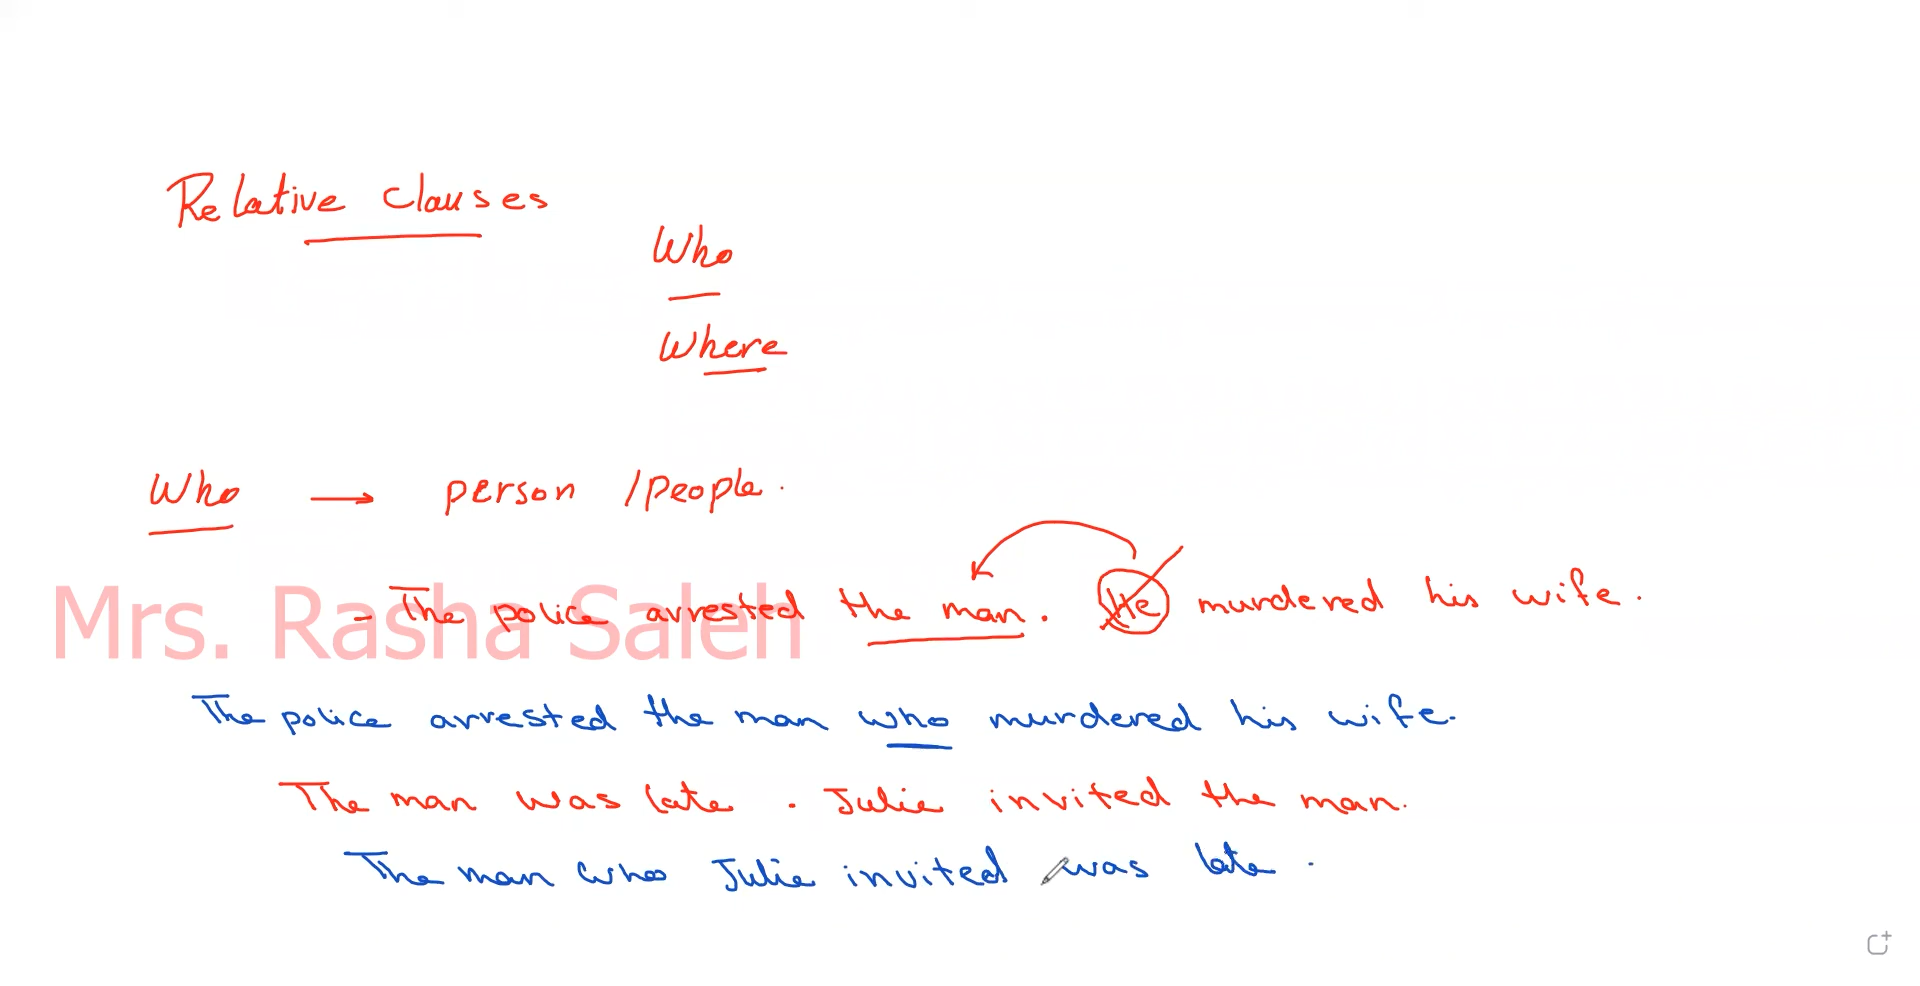 Relative Clauses
Who
Where
Who → person / people.
Mrs. Rasha Saleh
- The police arrested the man. He murdered his wife.
The police arrested the man who murdered his wife.
The man was late. Julie invited the man.
The man who Julie invited was late.